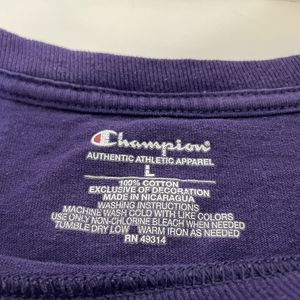 Champion
AUTHENTIC ATHLETIC APPAREL
L
100% COTTON
EXCLUSIVE OF DECORATION
MADE IN NICARAGUA
WASHING INSTRUCTIONS
MACHINE WASH COLD WITH LIKE COLORS
USE ONLY NON-CHLORINE BLEACH WHEN NEEDED
TUMBLE DRY LOW WARM IRON AS NEEDED
RN 49314